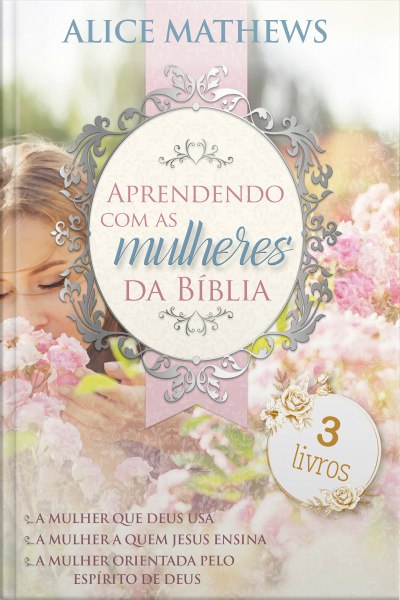 ALICE MATHEWS
APRENDENDO
COM AS
mulheres
DA BÍBLIA
3
livros
A MULHER QUE DEUS USA
A MULHER A QUEM JESUS ENSINA
A MULHER ORIENTADA PELO
ESPÍRITO DE DEUS